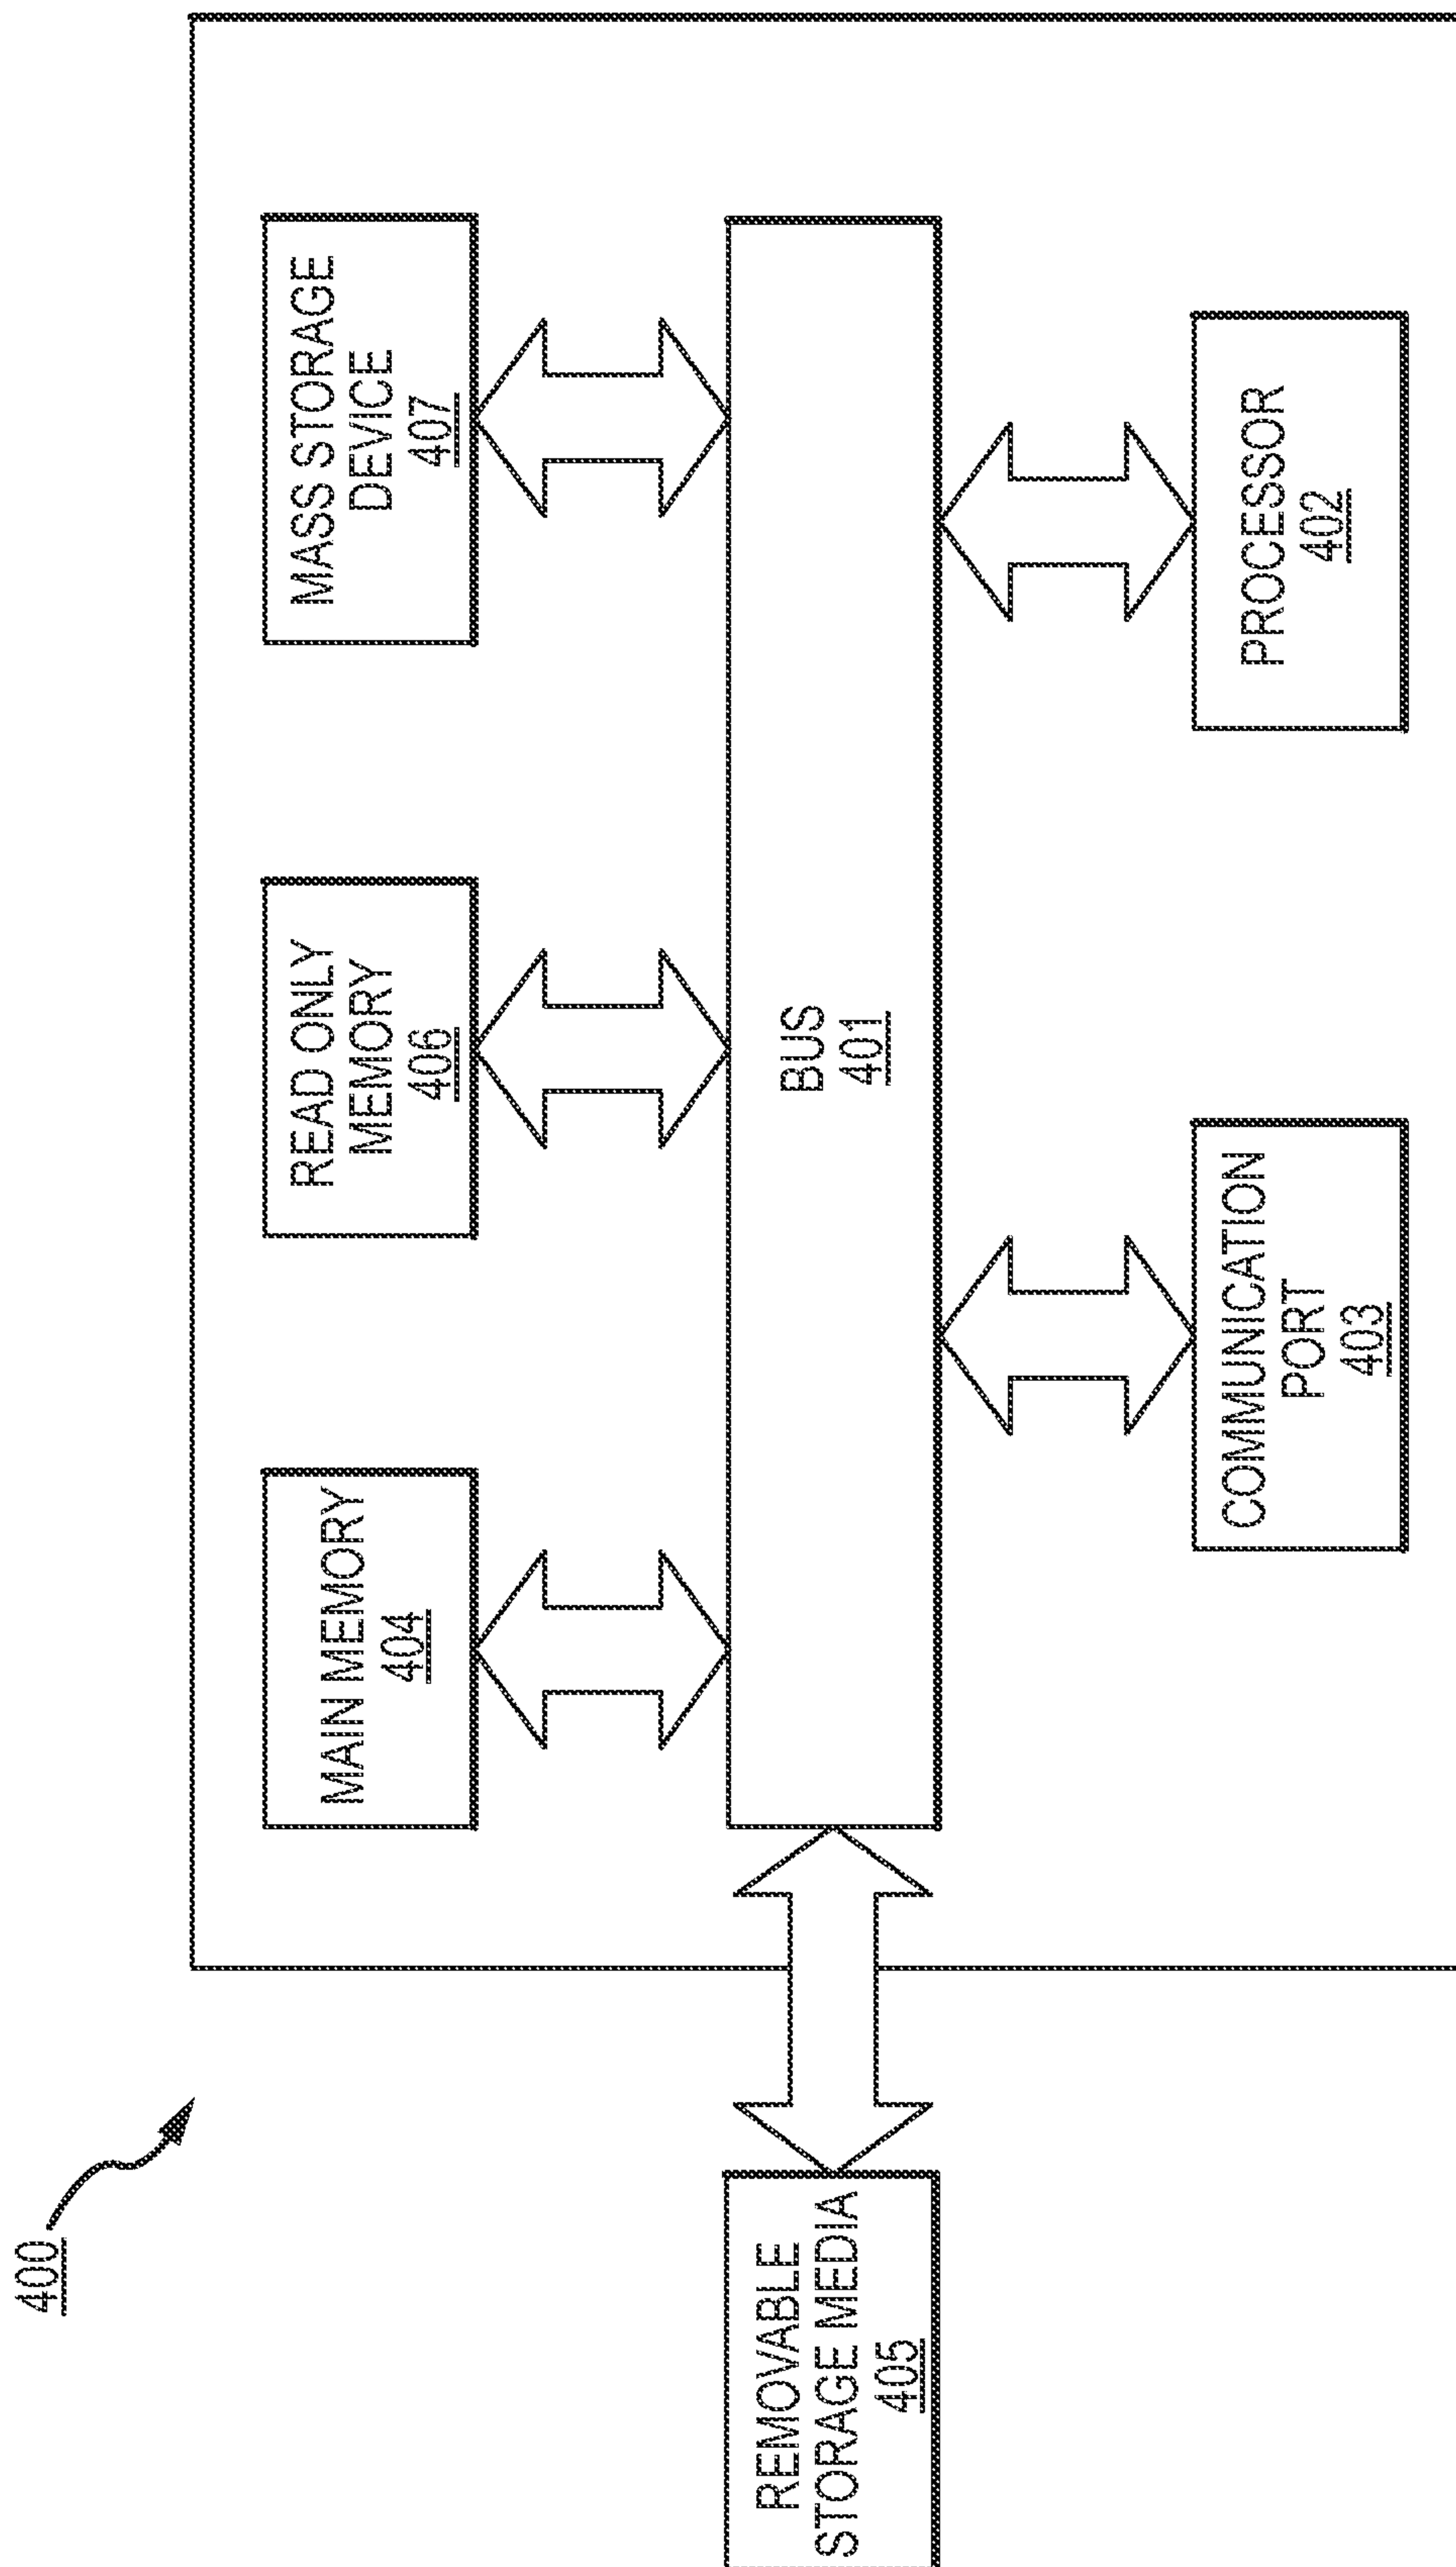 400
MAIN MEMORY
404
READ ONLY
MEMORY
406
MASS STORAGE
DEVICE
407
REMOVABLE
STORAGE MEDIA
405
BUS
401
COMMUNICATION
PORT
403
PROCESSOR
402